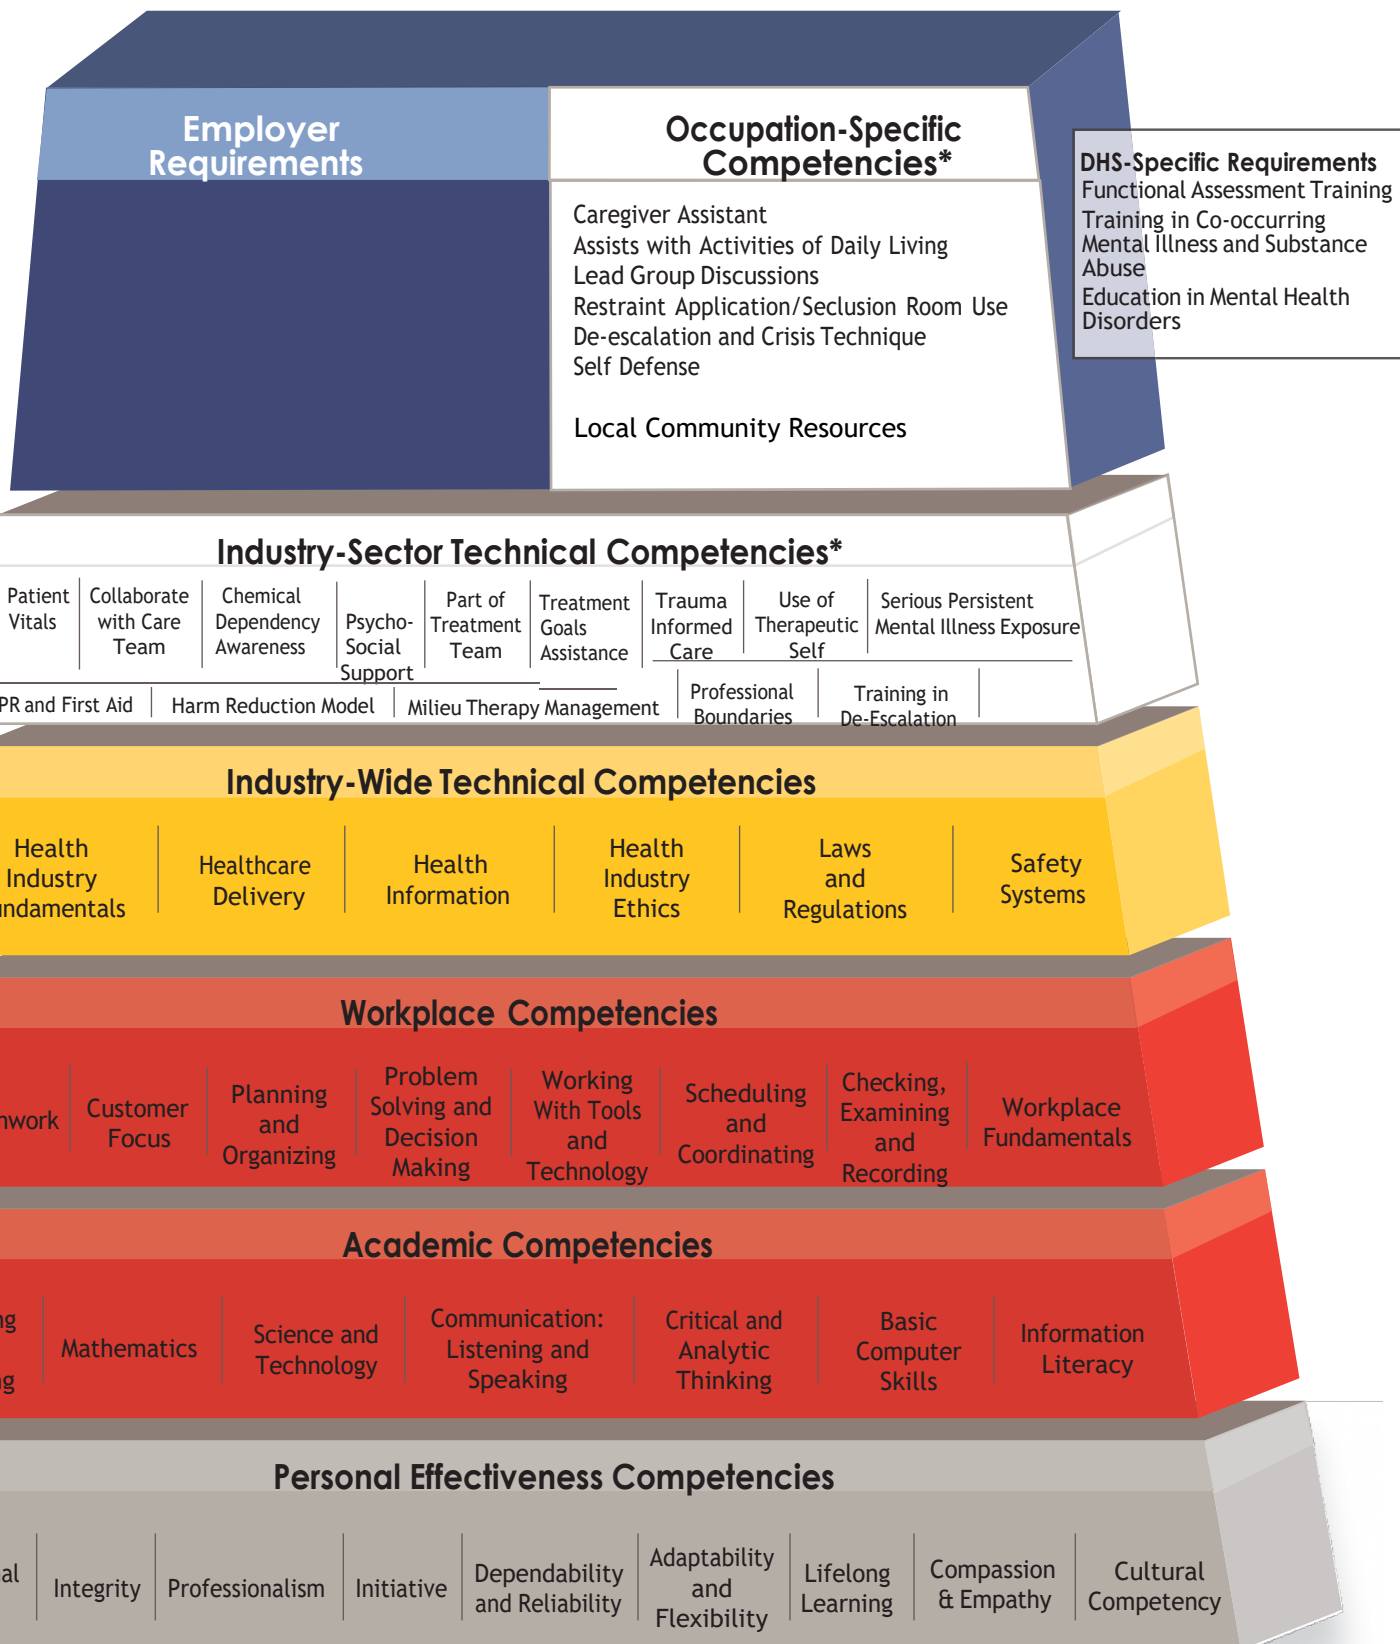 Employer
Requirements
Occupation-Specific
Competencies*
Caregiver Assistant
Assists with Activities of Daily Living
Lead Group Discussions
Restraint Application/Seclusion Room Use
De-escalation and Crisis Technique
Self Defense
Local Community Resources
DHS-Specific Requirements
Functional Assessment Training
Training in Co-occurring
Mental Illness and Substance
Abuse
Education in Mental Health
Disorders
Industry-Sector Technical Competencies*
Patient
Vitals
Collaborate
with Care
Team
Chemical
Dependency
Awareness
Psycho-
Social
Support
Part of
Treatment
Team
Treatment
Goals
Assistance
Trauma
Informed
Care
Use of
Therapeutic
Self
Serious Persistent
Mental Illness Exposure
PR and First Aid
Harm Reduction Model
Milieu Therapy Management
Professional
Boundaries
Training in
De-Escalation
Industry-Wide Technical Competencies
Health
Industry
ndamentals
Healthcare
Delivery
Health
Information
Health
Industry
Ethics
Laws
and
Regulations
Safety
Systems
Workplace Competencies
nwork
Customer
Focus
Planning
and
Organizing
Problem
Solving and
Decision
Making
Working
With Tools
and
Technology
Scheduling
and
Coordinating
Checking,
Examining
and
Recording
Workplace
Fundamentals
Academic Competencies
ng
ng
Mathematics
Science and
Technology
Communication:
Listening and
Speaking
Critical and
Analytic
Thinking
Basic
Computer
Skills
Information
Literacy
Personal Effectiveness Competencies
al
Integrity
Professionalism
Initiative
Dependability
and Reliability
Adaptability
and
Flexibility
Lifelong
Learning
Compassion
& Empathy
Cultural
Competency